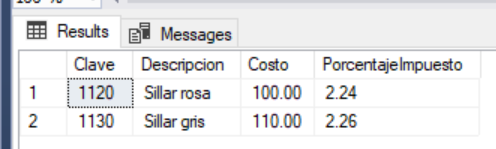 Results Messages
Clave Descripcion Costo PorcentajeImpuesto
1 1120 Sillar rosa 100.00 2.24
2 1130 Sillar gris 110.00 2.26